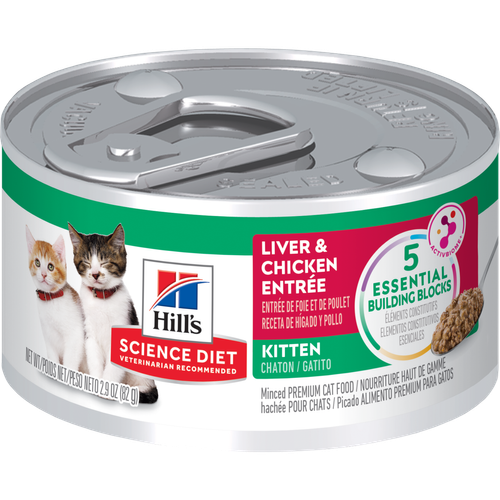 SEALED
LIVER &
CHICKEN
ENTRÉE
ENTRÉE DE FOIE ET DE POULET
RECETA DE HÍGADO Y POLLO
KITTEN
CHATON / GATITO
Minced PREMIUM CAT FOOD / NOURRITURE HAUT DE GAMME
hachée POUR CHATS / Picado ALIMENTO PREMIUM PARA GATOS
ACTIVBIOME+
5
ESSENTIAL
BUILDING BLOCKS
ÉLÉMENTS CONSTITUTIFS
ELEMENTOS CONSTITUTIVOS
ESENCIALES
Hill's
SCIENCE DIET
VETERINARIAN RECOMMENDED
NET WT/POIDS NET/PESO NETO 2.9 OZ (82 g)